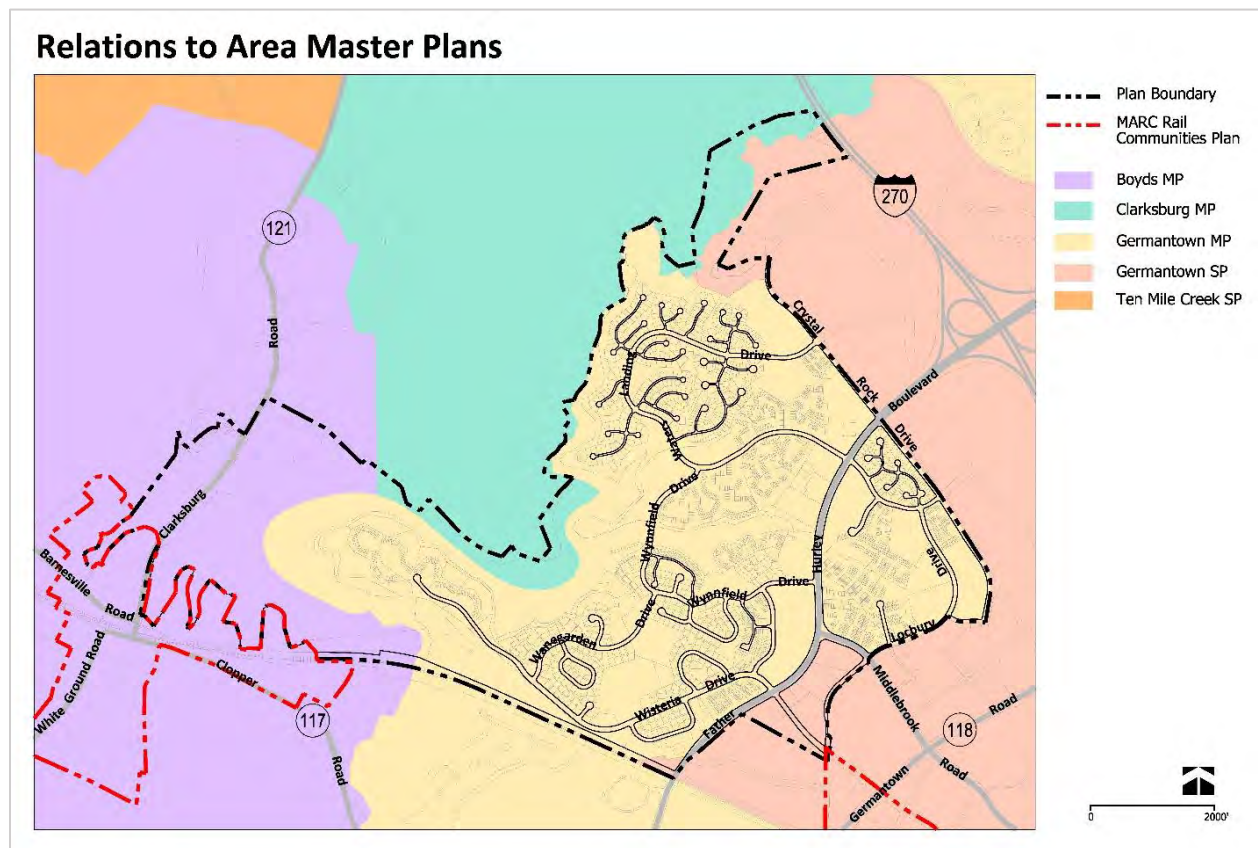 Relations to Area Master Plans
Plan Boundary
MARC Rail
Communities Plan
Boyds MP
Clarksburg MP
Germantown MP
Germantown SP
Ten Mile Creek SP
270
121
Road
Crystal
Rock
Drive
Boulevard
Drive
Landing
Waters
Drive
Clarksburg
Wynnfield
Hurley
Drive
Barnesville
Road
Wynnfield
Drive
Drive
Locbury
Wanegarden
Middlebrook
White Ground Road
Clopper
Wisteria
Drive
Father
117
118
Road
Road
Germantown
Road
0
2000'